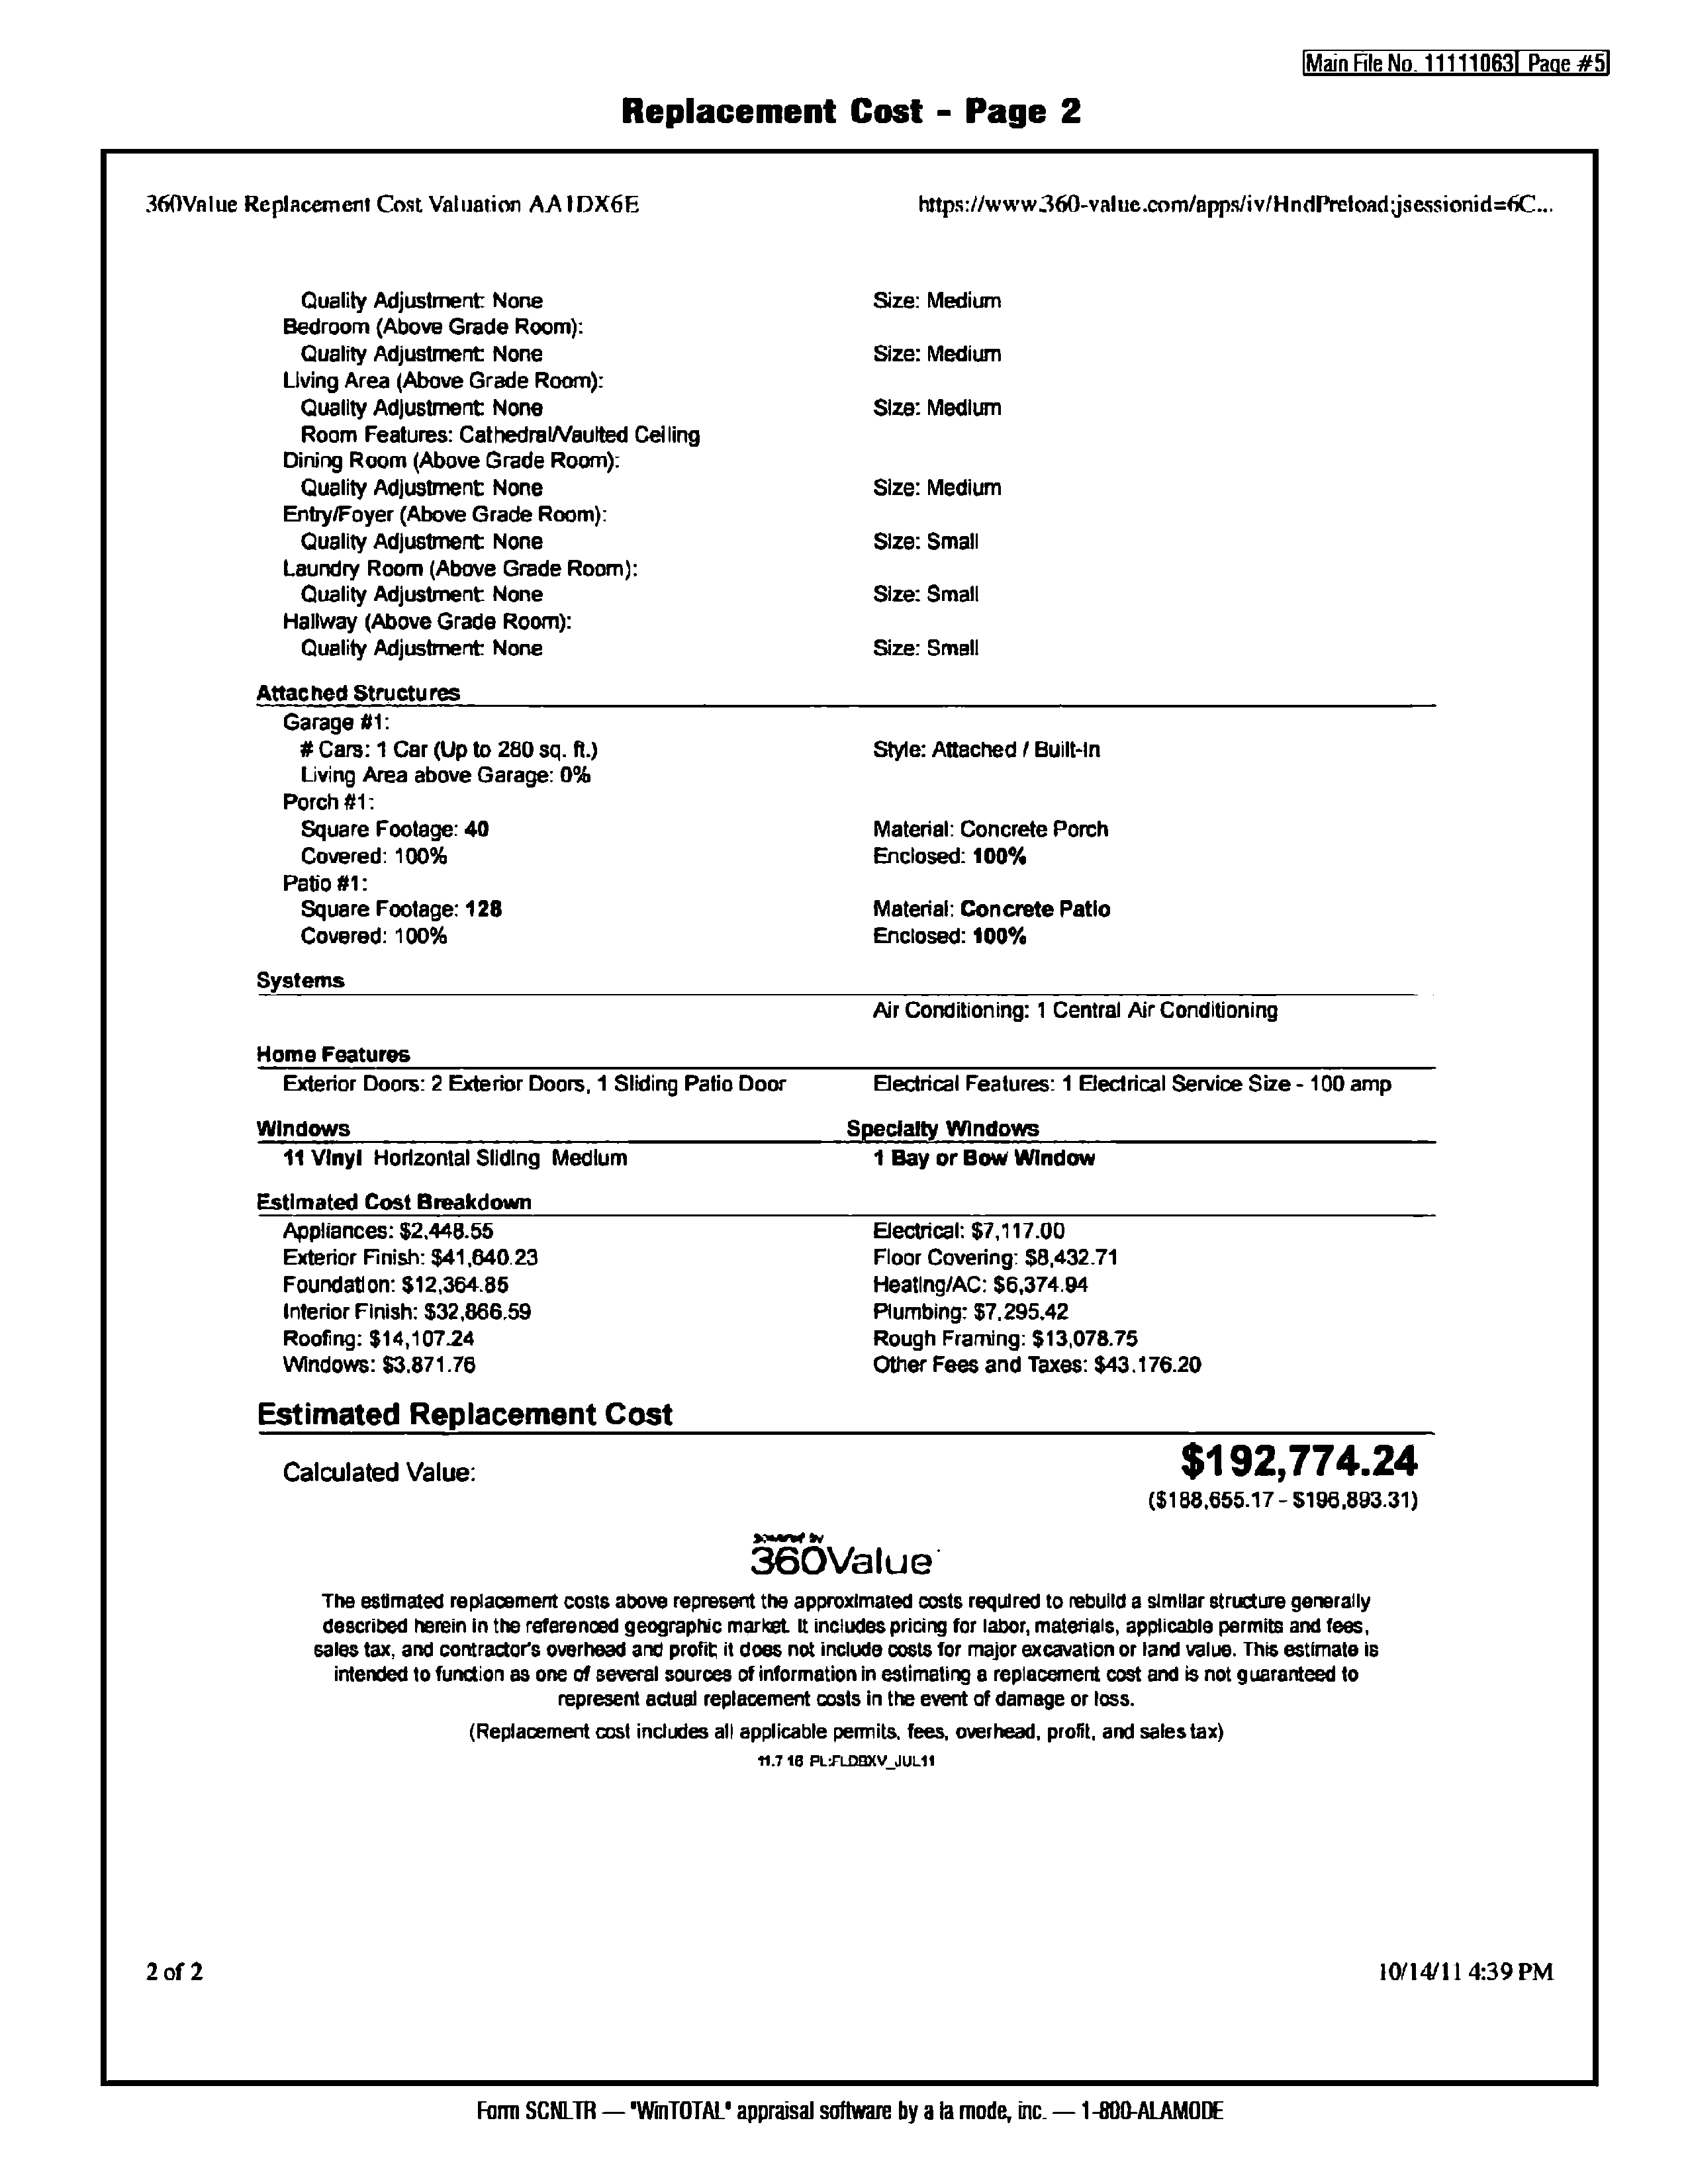 Main File No. 11111063 Page #5
Replacement Cost - Page 2
360Value Replacement Cost Valuation AA1DX6E https://www.360-value.com/apps/iv/HndPreload;jsessionid=6C...
Quality Adjustment: None Size: Medium
Bedroom (Above Grade Room):
Quality Adjustment: None Size: Medium
Living Area (Above Grade Room):
Quality Adjustment: None Size: Medium
Room Features: Cathedral/Vaulted Ceiling
Dining Room (Above Grade Room):
Quality Adjustment: None Size: Medium
Entry/Foyer (Above Grade Room):
Quality Adjustment: None Size: Small
Laundry Room (Above Grade Room):
Quality Adjustment: None Size: Small
Hallway (Above Grade Room):
Quality Adjustment: None Size: Small
Attached Structures
Garage #1:
# Cars: 1 Car (Up to 280 sq. ft.) Style: Attached / Built-In
Living Area above Garage: 0%
Porch #1:
Square Footage: 40 Material: Concrete Porch
Covered: 100% Enclosed: 100%
Patio #1:
Square Footage: 128 Material: Concrete Patio
Covered: 100% Enclosed: 100%
Systems
Air Conditioning: 1 Central Air Conditioning
Home Features
Exterior Doors: 2 Exterior Doors, 1 Sliding Patio Door Electrical Features: 1 Electrical Service Size - 100 amp
Windows Specialty Windows
11 Vinyl Horizontal Sliding Medium 1 Bay or Bow Window
Estimated Cost Breakdown
Appliances: $2,448.55 Electrical: $7,117.00
Exterior Finish: $41,640.23 Floor Covering: $8,432.71
Foundation: $12,364.85 Heating/AC: $6,374.94
Interior Finish: $32,866.59 Plumbing: $7,295.42
Roofing: $14,107.24 Rough Framing: $13,078.75
Windows: $3,871.76 Other Fees and Taxes: $43,176.20
Estimated Replacement Cost
Calculated Value: $192,774.24
($188,655.17 - $196,893.31)
powered by
360Value
The estimated replacement costs above represent the approximated costs required to rebuild a similar structure generally
described herein in the referenced geographic market. It includes pricing for labor, materials, applicable permits and fees,
sales tax, and contractor's overhead and profit; it does not include costs for major excavation or land value. This estimate is
intended to function as one of several sources of information in estimating a replacement cost and is not guaranteed to
represent actual replacement costs in the event of damage or loss.
(Replacement cost includes all applicable permits, fees, overhead, profit, and sales tax)
11.7 16 PL:FLDBXV_JUL11
2 of 2 10/14/11 4:39 PM
Form SCNLTR — "WinTOTAL" appraisal software by a la mode, inc. — 1-800-ALAMODE